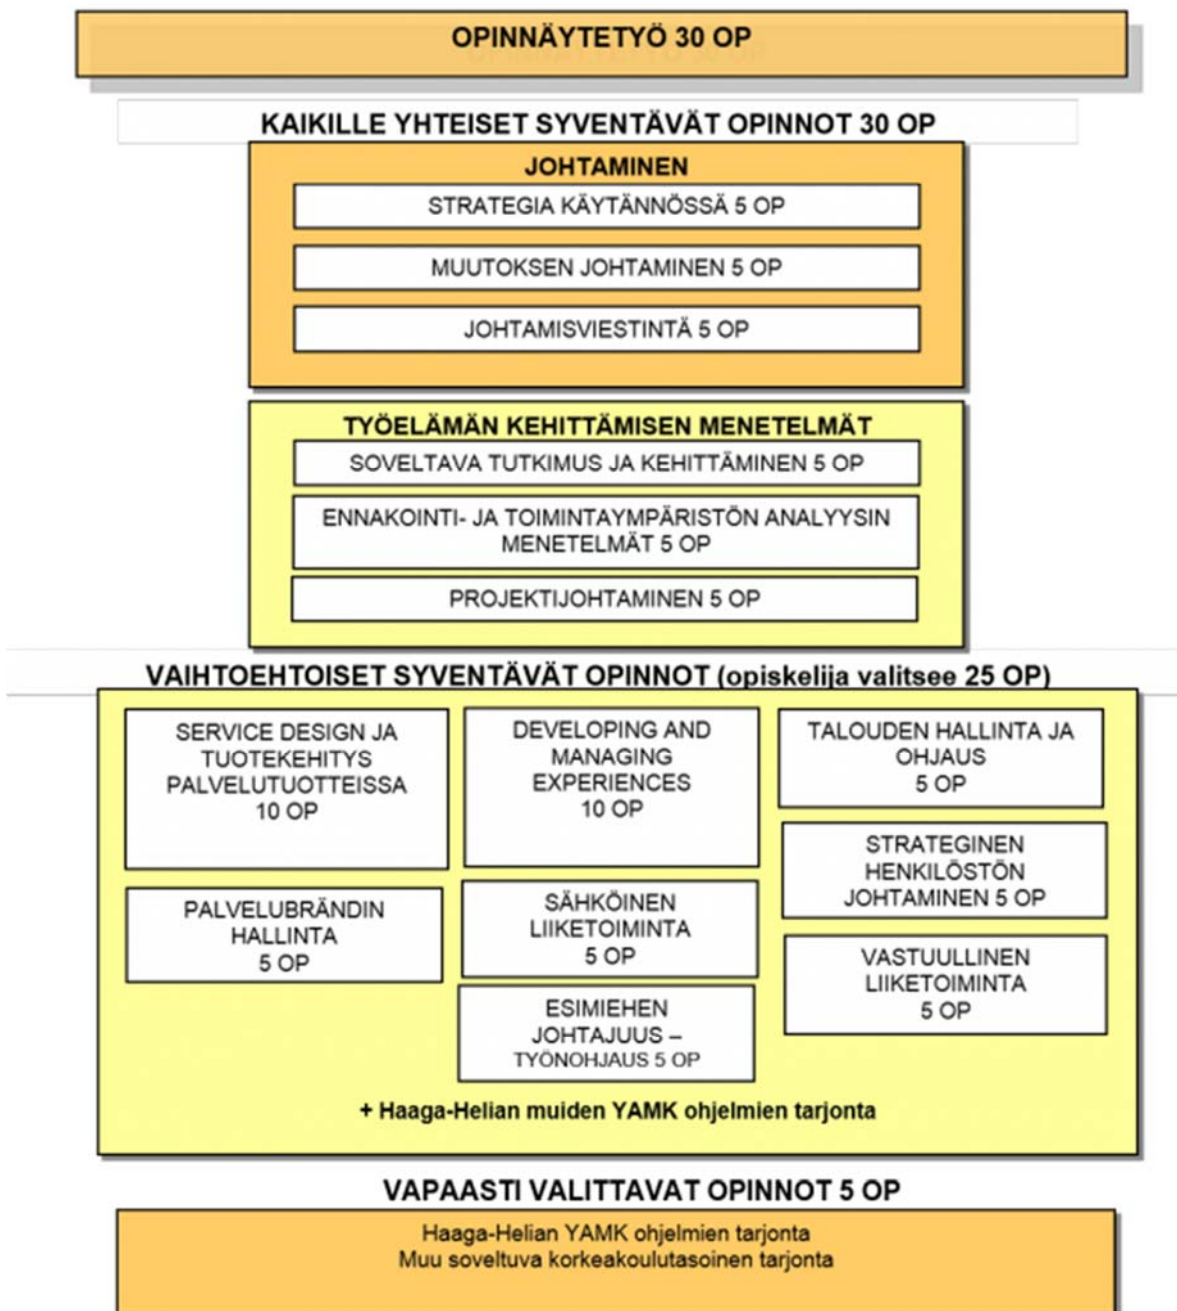 OPINNÄYTETYÖ 30 OP
KAIKILLE YHTEISET SYVENTÄVÄT OPINNOT 30 OP
JOHTAMINEN
STRATEGIA KÄYTÄNNÖSSÄ 5 OP
MUUTOKSEN JOHTAMINEN 5 OP
JOHTAMISVIESTINTÄ 5 OP
TYÖELÄMÄN KEHITTÄMISEN MENETELMÄT
SOVELTAVA TUTKIMUS JA KEHITTÄMINEN 5 OP
ENNAKOINTI- JA TOIMINTAYMPÄRISTÖN ANALYYSIN
MENETELMÄT 5 OP
PROJEKTIJOHTAMINEN 5 OP
VAIHTOEHTOISET SYVENTÄVÄT OPINNOT (opiskelija valitsee 25 OP)
SERVICE DESIGN JA
TUOTEKEHITYS
PALVELUTUOTTEISSA
10 OP
DEVELOPING AND
MANAGING
EXPERIENCES
10 OP
TALOUDEN HALLINTA JA
OHJAUS
5 OP
STRATEGINEN
HENKILÖSTÖN
JOHTAMINEN 5 OP
PALVELUBRÄNDIN
HALLINTA
5 OP
SÄHKÖINEN
LIIKETOIMINTA
5 OP
VASTUULLINEN
LIIKETOIMINTA
5 OP
ESIMIEHEN
JOHTAJUUS –
TYÖNOHJAUS 5 OP
+ Haaga-Helian muiden YAMK ohjelmien tarjonta
VAPAASTI VALITTAVAT OPINNOT 5 OP
Haaga-Helian YAMK ohjelmien tarjonta
Muu soveltuva korkeakoulutasoinen tarjonta